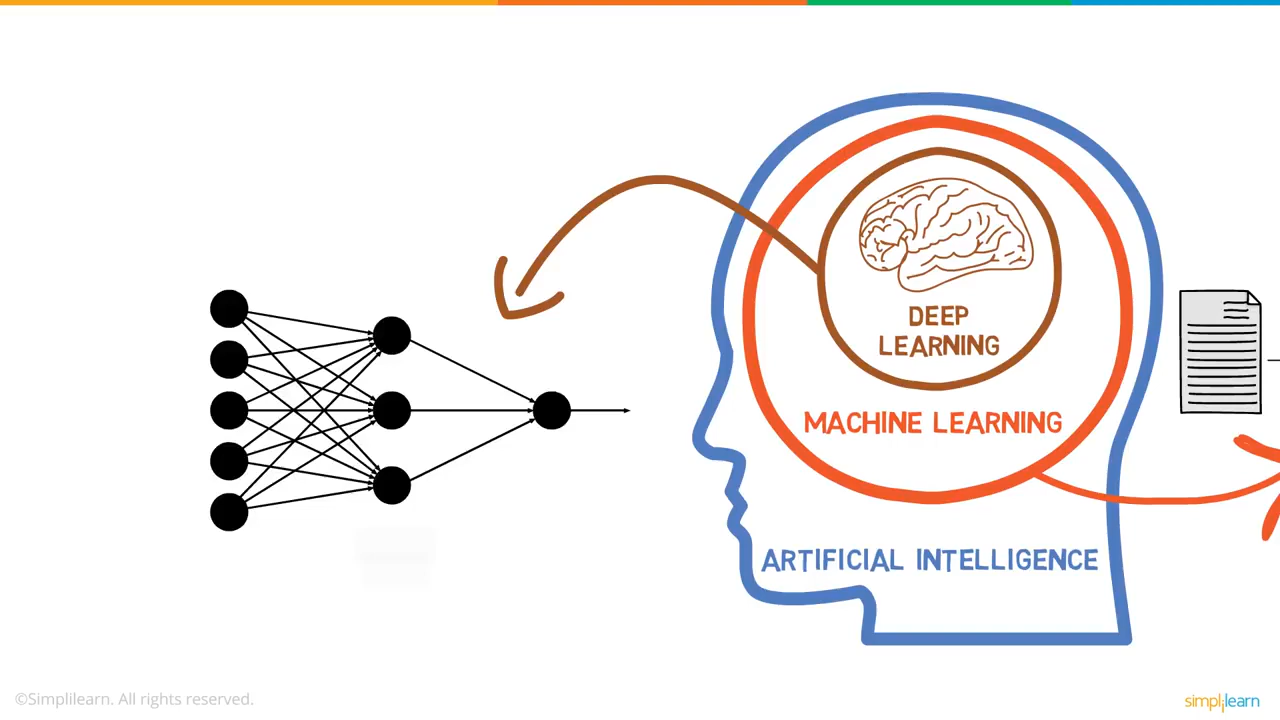 DEEP
LEARNING
MACHINE LEARNING
ARTIFICIAL INTELLIGENCE
©Simplilearn. All rights reserved.
simplilearn